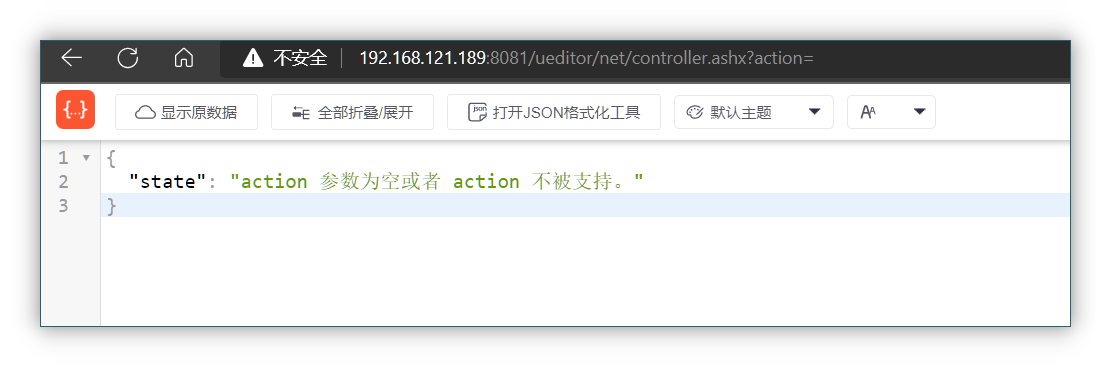 不安全 192.168.121.189:8081/ueditor/net/controller.ashx?action=
{...} 显示原数据 全部折叠/展开 json 打开JSON格式化工具 默认主题 AA
1 {
2 "state": "action 参数为空或者 action 不被支持。"
3 }